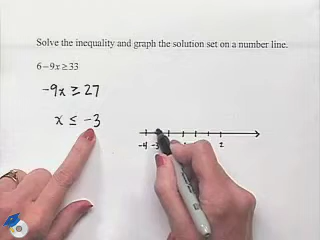 Solve the inequality and graph the solution set on a number line.
6 – 9x ≥ 33
-9x ≥ 27
x ≤ -3
-4 -3 2